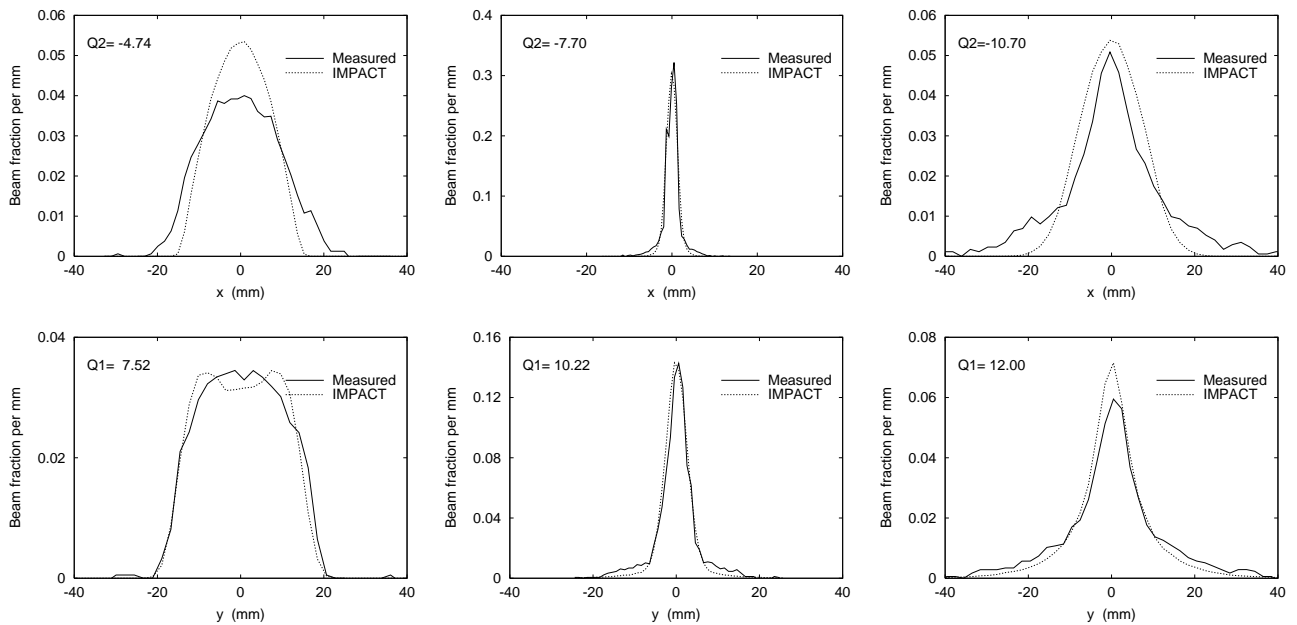 0.06
0.05
0.04
0.03
0.02
0.01
0
-40
-20
0
20
40
Beam fraction per mm
x (mm)
Q2= -4.74
Measured
IMPACT
0.4
0.3
0.2
0.1
0
-40
-20
0
20
40
Beam fraction per mm
x (mm)
Q2= -7.70
Measured
IMPACT
0.06
0.05
0.04
0.03
0.02
0.01
0
-40
-20
0
20
40
Beam fraction per mm
x (mm)
Q2=-10.70
Measured
IMPACT
0.04
0.02
0
-40
-20
0
20
40
Beam fraction per mm
y (mm)
Q1= 7.52
Measured
IMPACT
0.16
0.12
0.08
0.04
0
-40
-20
0
20
40
Beam fraction per mm
y (mm)
Q1= 10.22
Measured
IMPACT
0.08
0.06
0.04
0.02
0
-40
-20
0
20
40
Beam fraction per mm
y (mm)
Q1= 12.00
Measured
IMPACT